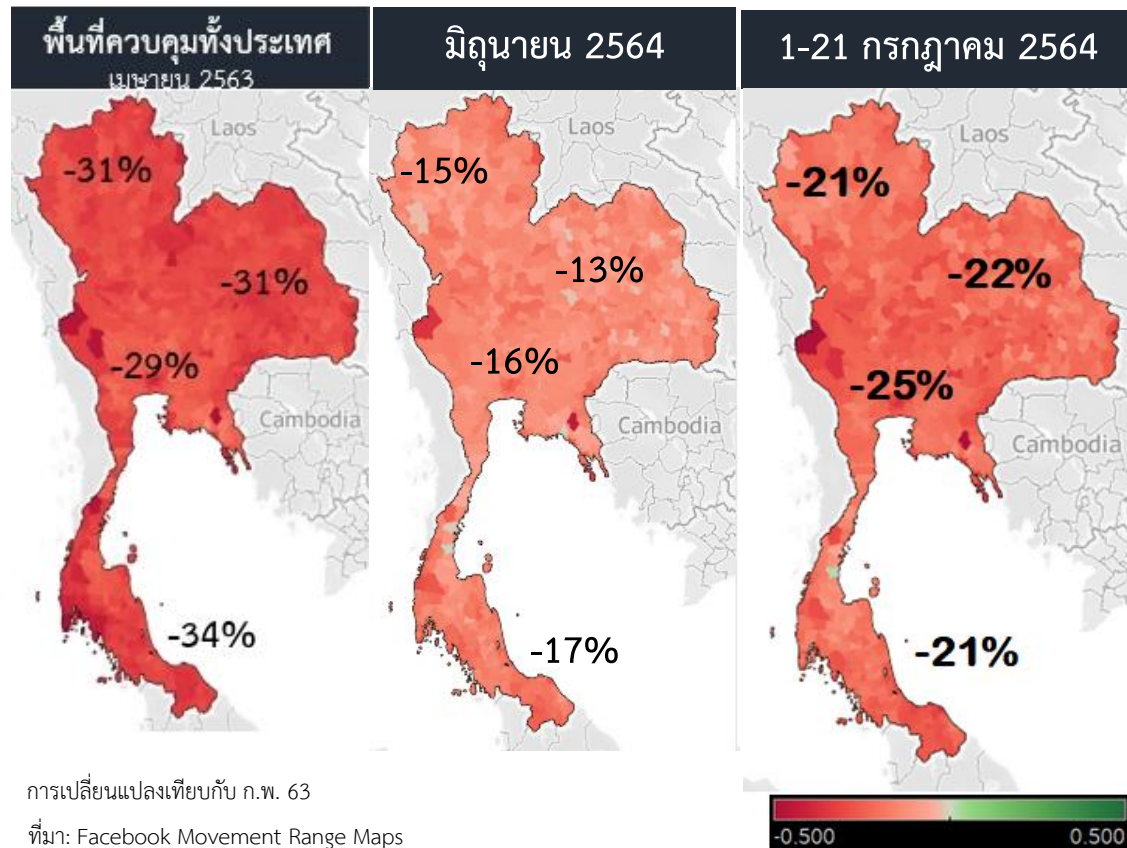 พื้นที่ควบคุมทั้งประเทศ
เมษายน 2563
มิถุนายน 2564
1-21 กรกฎาคม 2564
Laos
-31%
-31%
-29%
Cambodia
-34%
Laos
-15%
-13%
-16%
Cambodia
-17%
Laos
-21%
-22%
-25%
Cambodia
-21%
การเปลี่ยนแปลงเทียบกับ ก.พ. 63
ที่มา: Facebook Movement Range Maps
-0.500 0.500